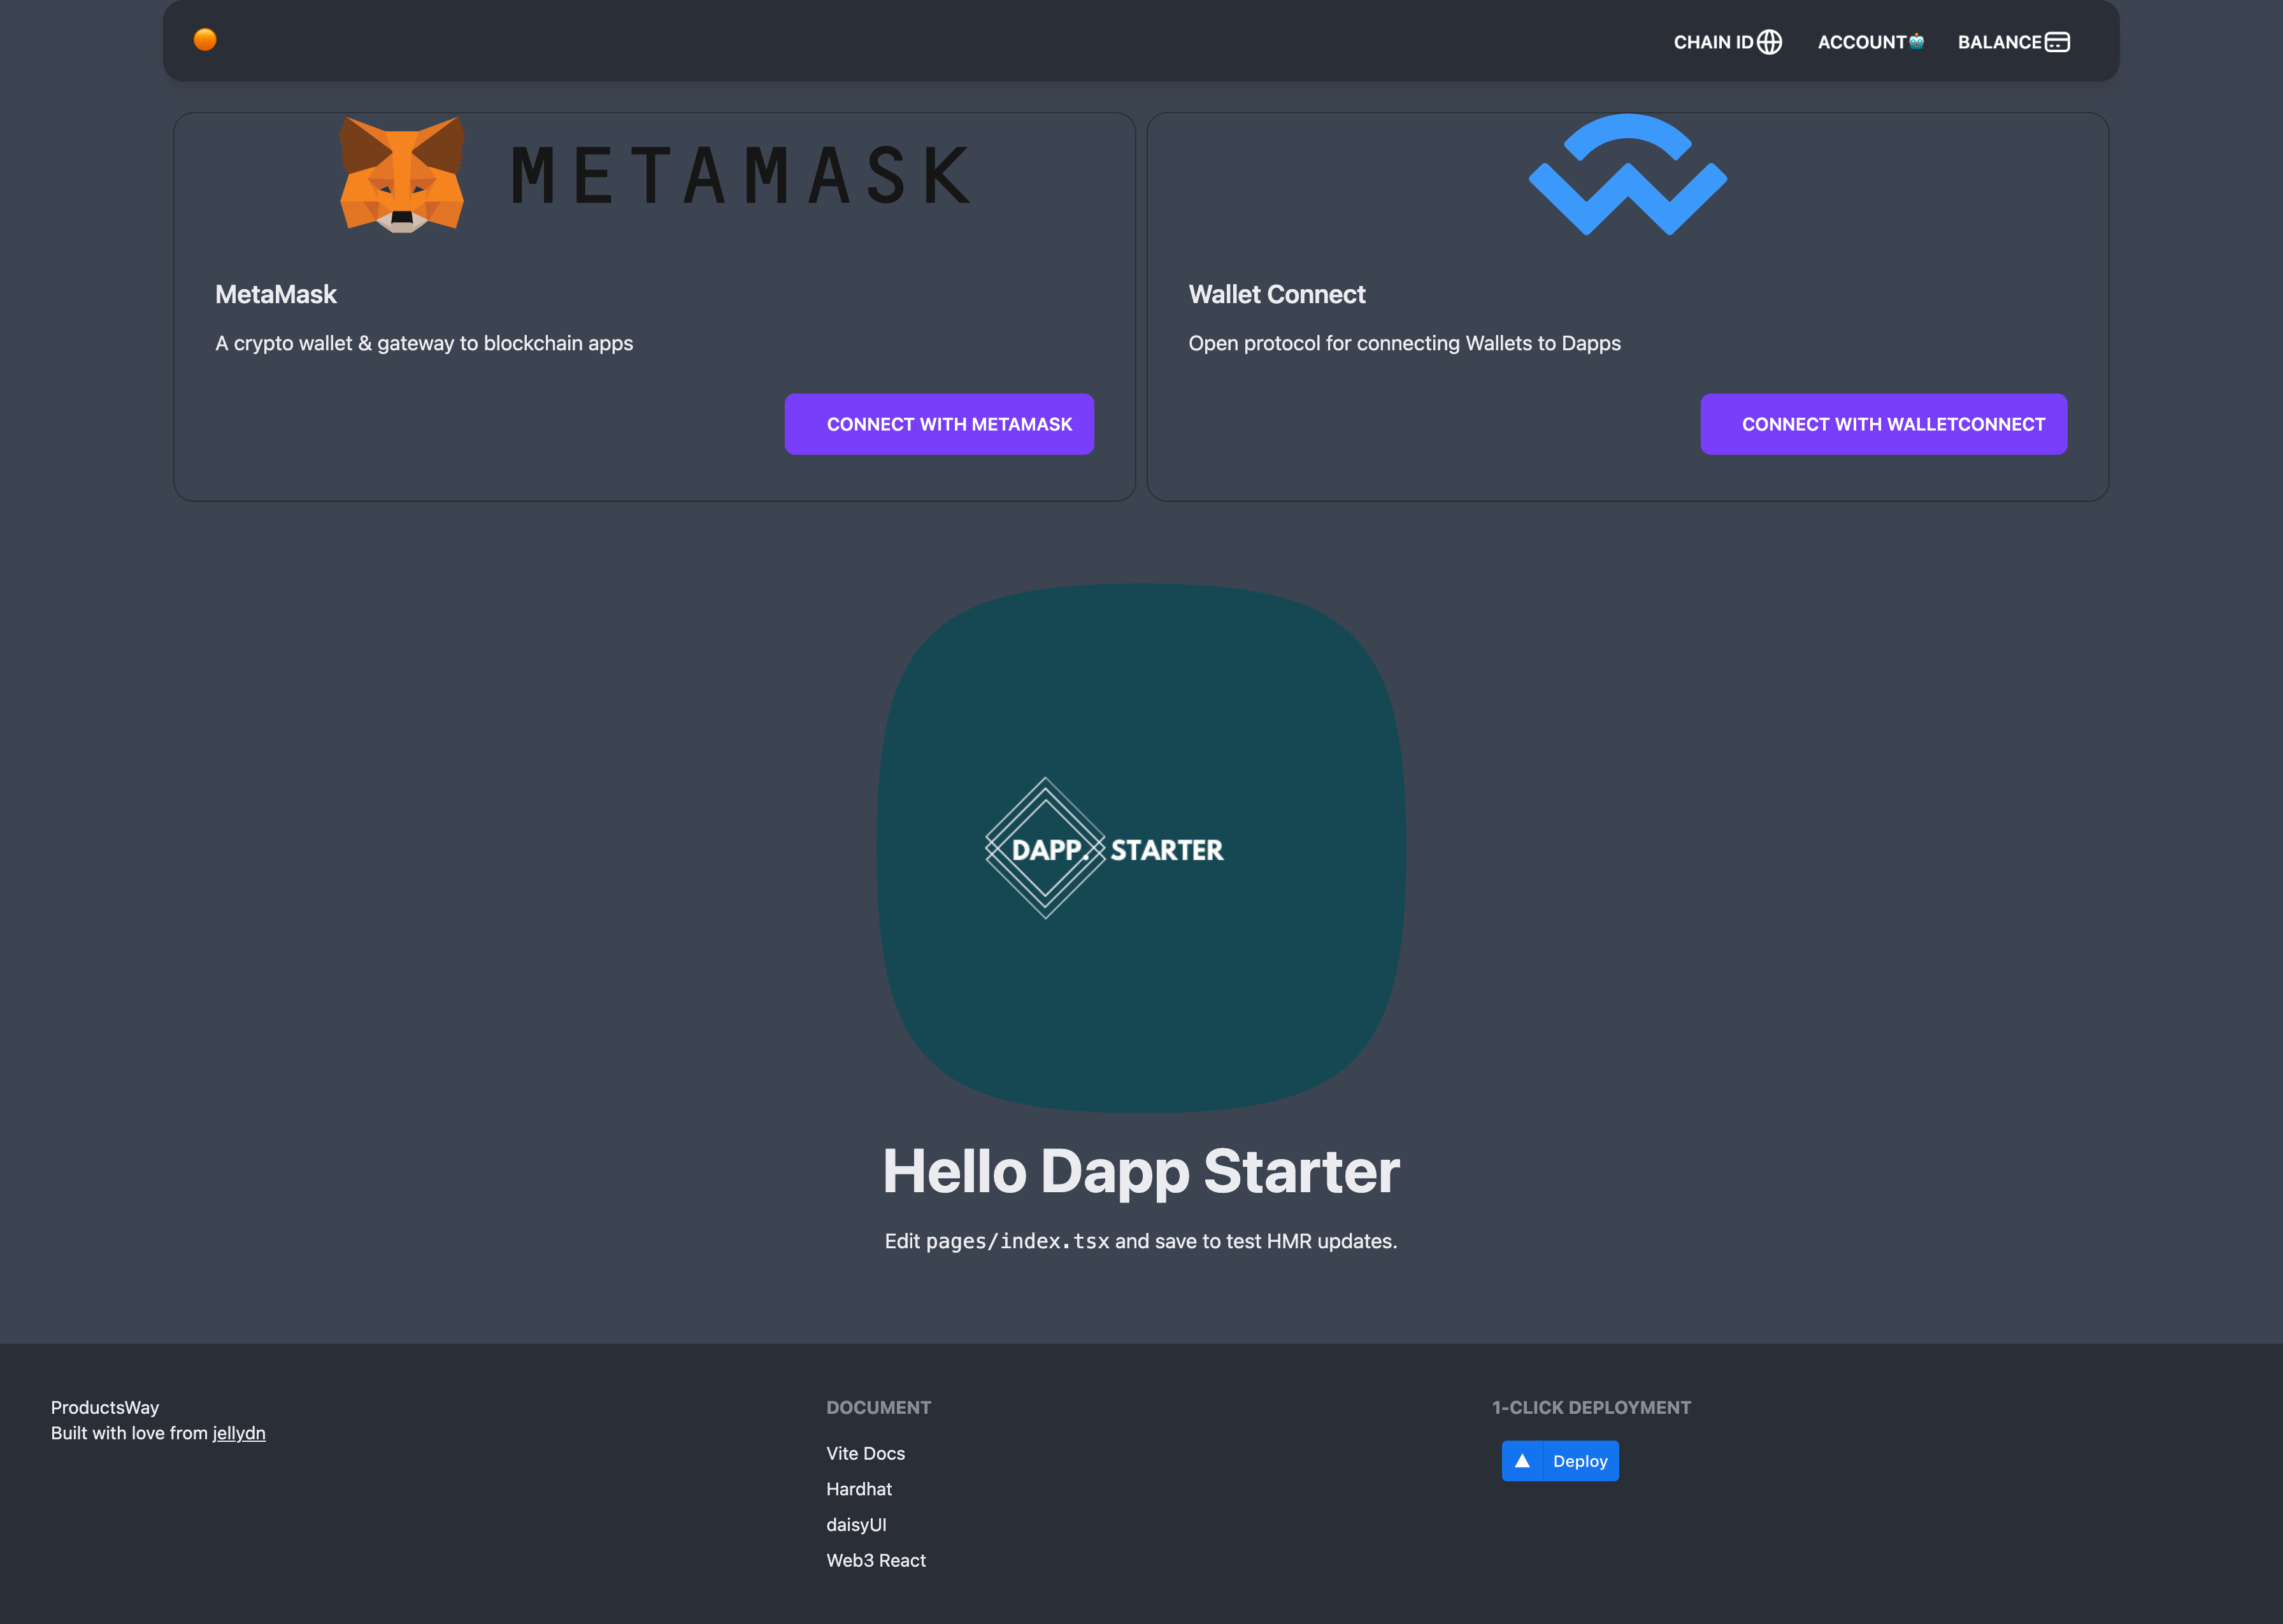 CHAIN ID
ACCOUNT
BALANCE
METAMASK
MetaMask
A crypto wallet & gateway to blockchain apps
CONNECT WITH METAMASK
Wallet Connect
Open protocol for connecting Wallets to Dapps
CONNECT WITH WALLETCONNECT
DAPP. STARTER
Hello Dapp Starter
Edit pages/index.tsx and save to test HMR updates.
ProductsWay
Built with love from jellydn
DOCUMENT
Vite Docs
Hardhat
daisyUI
Web3 React
1-CLICK DEPLOYMENT
Deploy